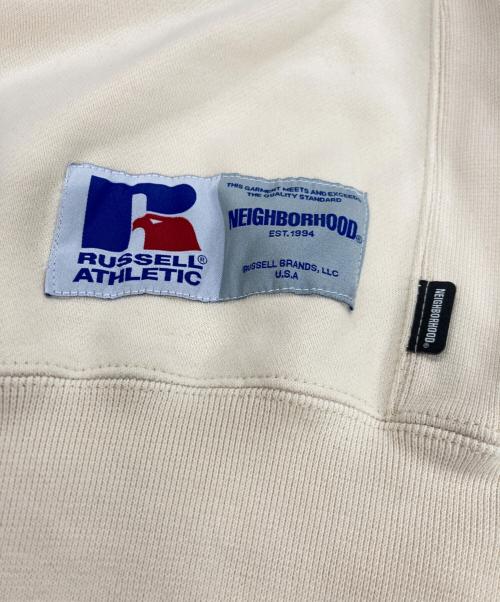 RUSSELL®
ATHLETIC
THIS GARMENT MEETS AND EXCEEDS
THE QUALITY STANDARD
NEIGHBORHOOD®
EST.1994
RUSSELL BRANDS, LLC
U.S.A
NEIGHBORHOOD®